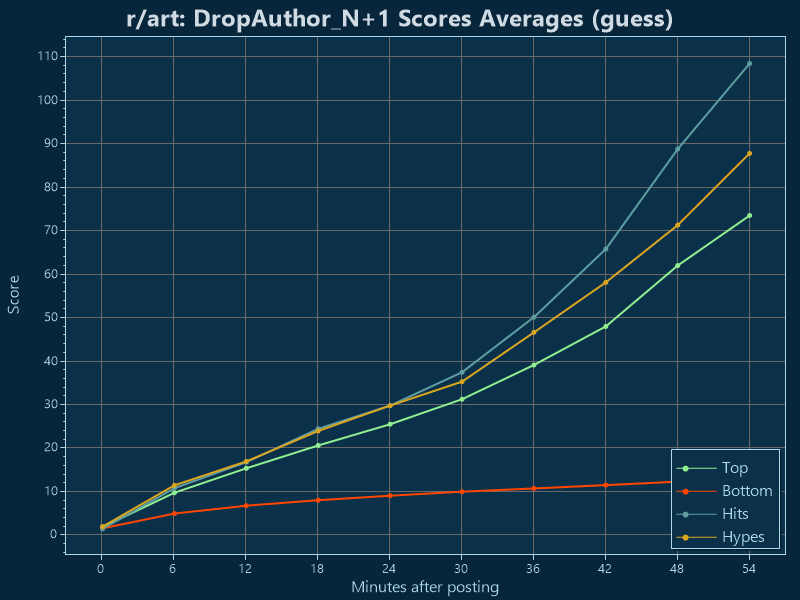 r/art: DropAuthor_N+1 Scores Averages (guess)
110
100
90
80
70
60
50
40
30
20
10
0
Score
Top
Bottom
Hits
Hypes
0 6 12 18 24 30 36 42 48 54
Minutes after posting